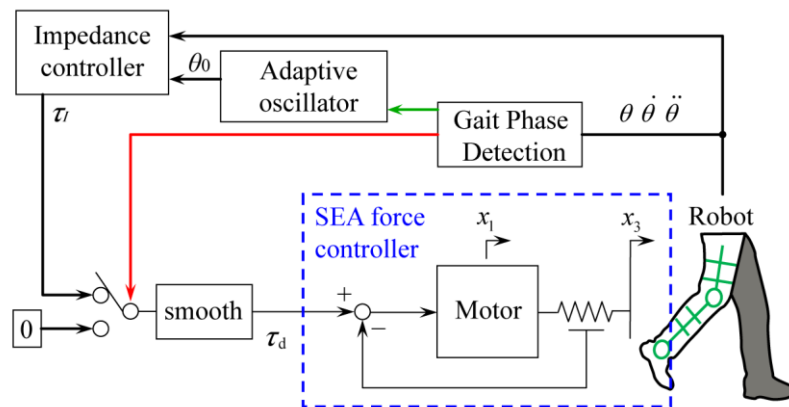 Impedance
controller
θ0
Adaptive
oscillator
τl
Gait Phase
Detection
θ θ̇ θ̈
SEA force
controller
x1
x3
Robot
0
smooth
τd
+
−
Motor